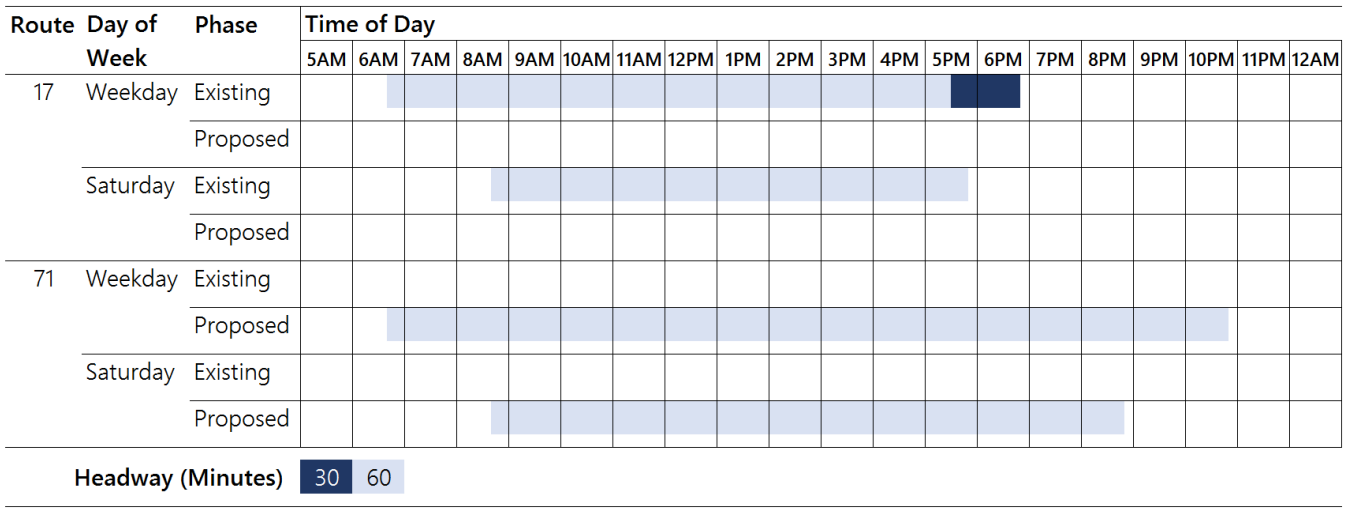 Route Day of Week Phase Time of Day
5AM 6AM 7AM 8AM 9AM 10AM 11AM 12PM 1PM 2PM 3PM 4PM 5PM 6PM 7PM 8PM 9PM 10PM 11PM 12AM
17 Weekday Existing
Proposed
Saturday Existing
Proposed
71 Weekday Existing
Proposed
Saturday Existing
Proposed
Headway (Minutes) 30 60